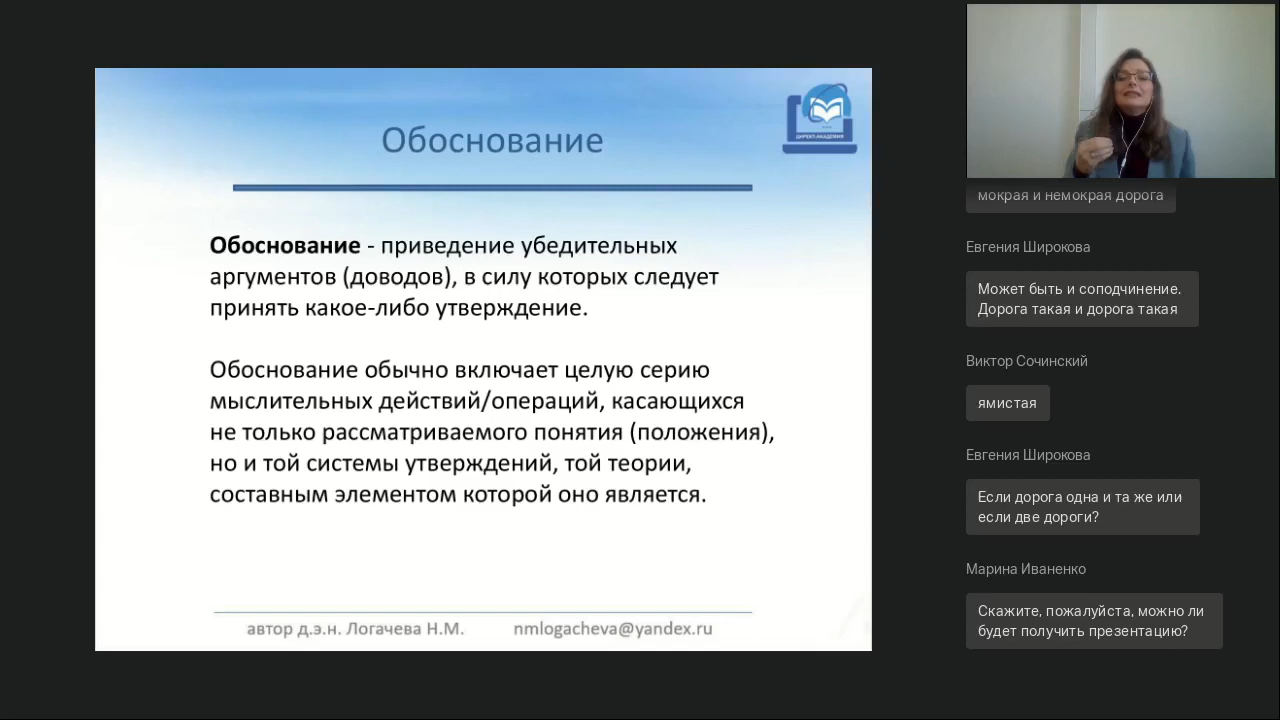 Обоснование
ДИРЕКТ-АКАДЕМИЯ
Обоснование - приведение убедительных
аргументов (доводов), в силу которых следует
принять какое-либо утверждение.
Обоснование обычно включает целую серию
мыслительных действий/операций, касающихся
не только рассматриваемого понятия (положения),
но и той системы утверждений, той теории,
составным элементом которой оно является.
автор д.э.н. Логачева Н.М. nmlogacheva@yandex.ru
мокрая и немокрая дорога
Евгения Широкова
Может быть и соподчинение.
Дорога такая и дорога такая
Виктор Сочинский
ямистая
Евгения Широкова
Если дорога одна и та же или
если две дороги?
Марина Иваненко
Скажите, пожалуйста, можно ли
будет получить презентацию?